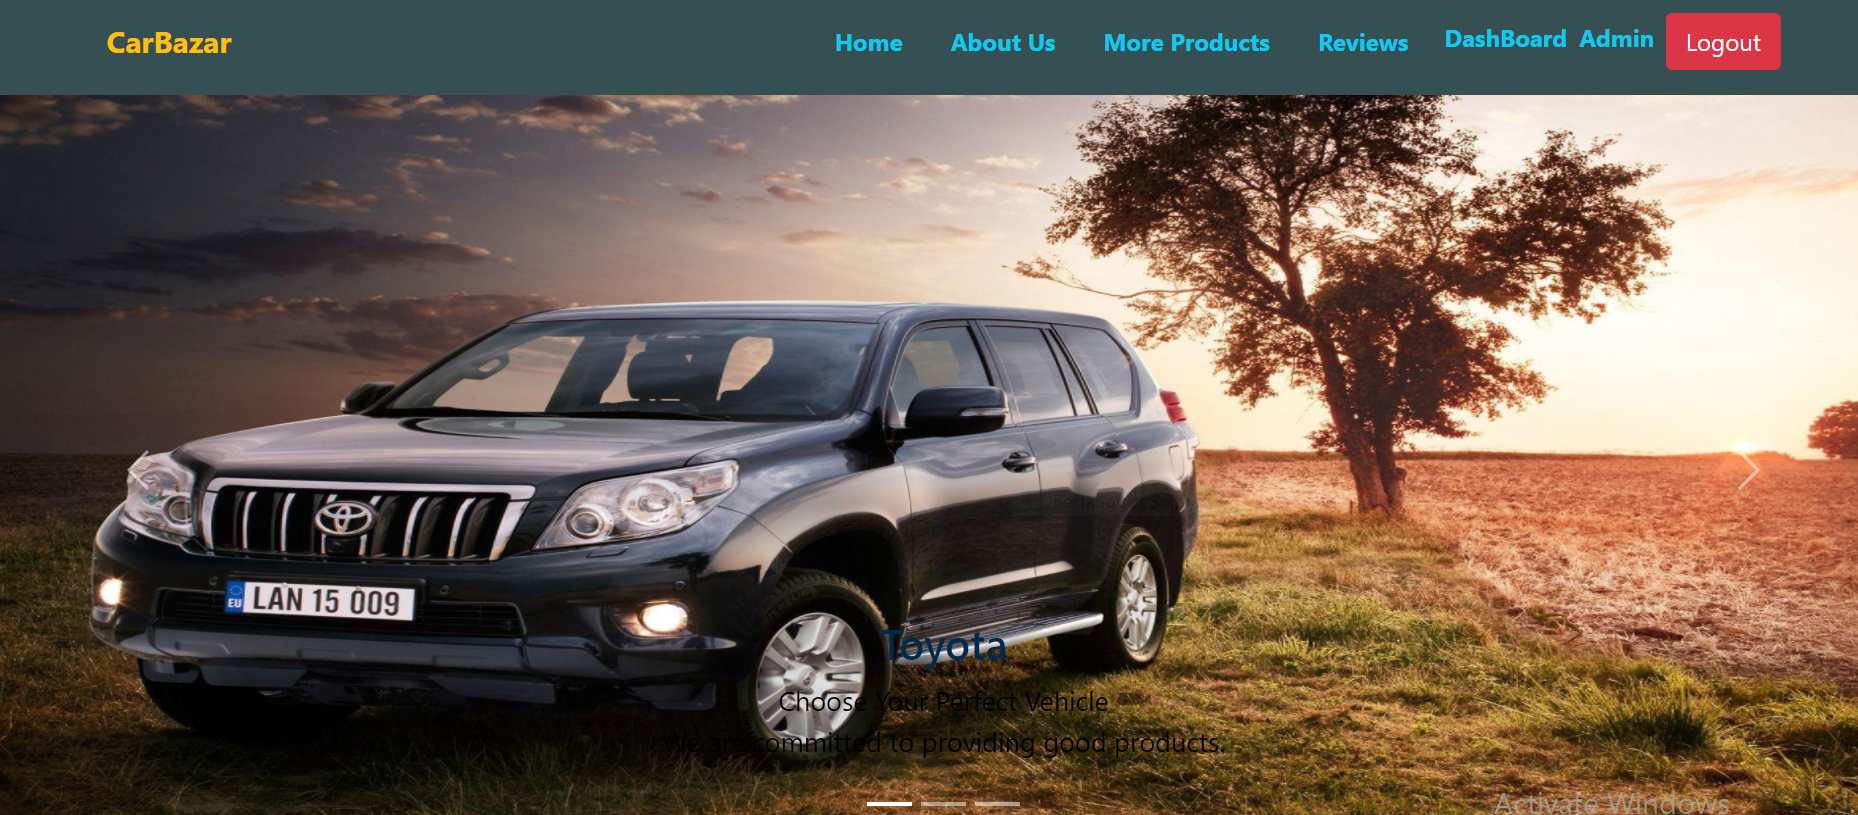 CarBazar
Home About Us More Products Reviews DashBoard Admin Logout
EU LAN 15 009
Toyota
Choose Your Perfect Vehicle
We are committed to providing good products.
Activate Windows